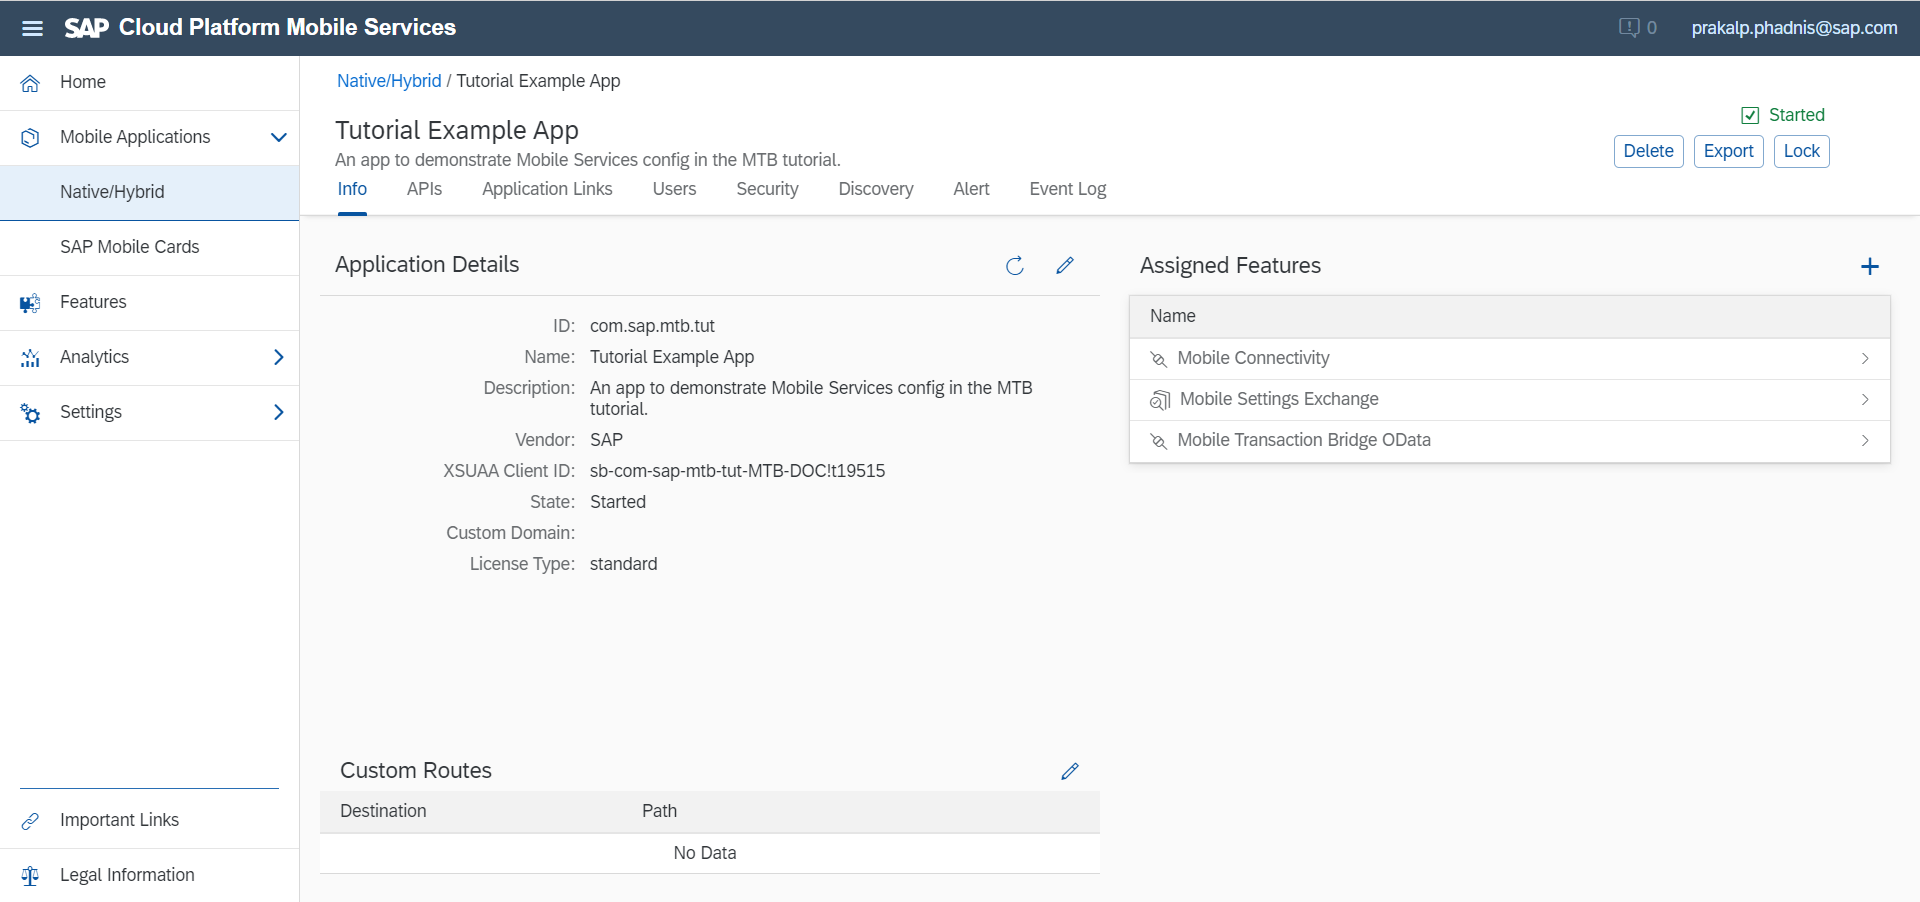 SAP Cloud Platform Mobile Services
0
prakalp.phadnis@sap.com
Home
Mobile Applications
Native/Hybrid
SAP Mobile Cards
Features
Analytics
Settings
Important Links
Legal Information
Native/Hybrid / Tutorial Example App
Tutorial Example App
An app to demonstrate Mobile Services config in the MTB tutorial.
Started
Delete Export Lock
Info APIs Application Links Users Security Discovery Alert Event Log
Application Details
ID: com.sap.mtb.tut
Name: Tutorial Example App
Description: An app to demonstrate Mobile Services config in the MTB
tutorial.
Vendor: SAP
XSUAA Client ID: sb-com-sap-mtb-tut-MTB-DOC!t19515
State: Started
Custom Domain:
License Type: standard
Assigned Features
Name
Mobile Connectivity
Mobile Settings Exchange
Mobile Transaction Bridge OData
Custom Routes
Destination Path
No Data